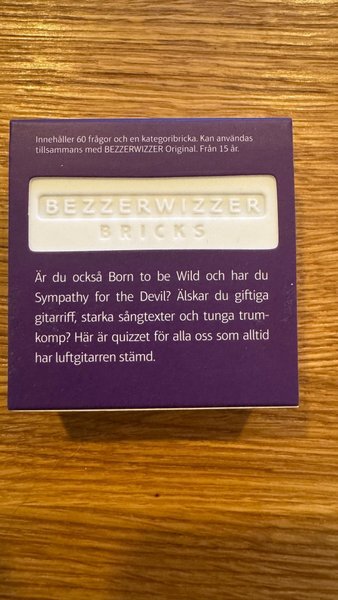 Innehåller 60 frågor och en kategoribricka. Kan användas
tillsammans med BEZZERWIZZER Original. Från 15 år.
BEZZERWIZZER
BRICKS
Är du också Born to be Wild och har du
Sympathy for the Devil? Älskar du giftiga
gitarriff, starka sångtexter och tunga trum-
komp? Här är quizzet för alla oss som alltid
har luftgitarren stämd.